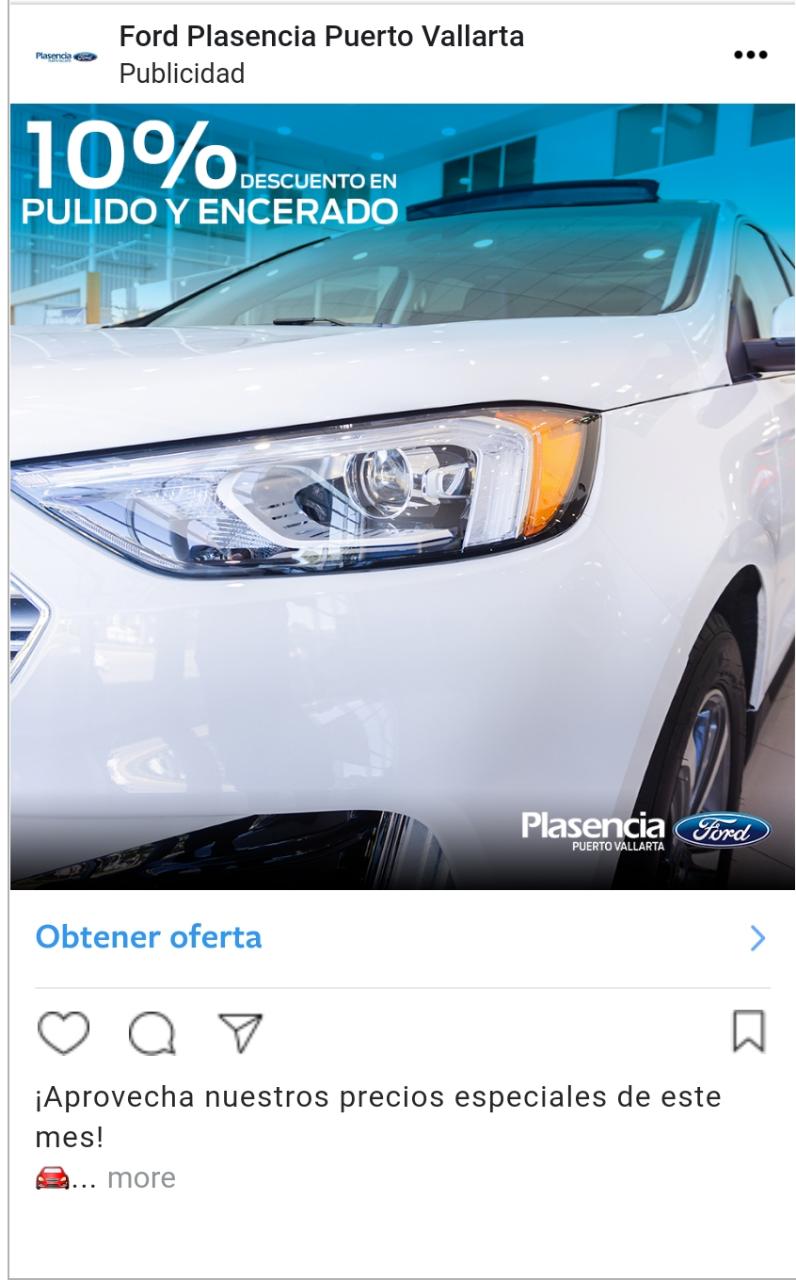 Plasencia Ford
Ford Plasencia Puerto Vallarta
Publicidad
10% DESCUENTO EN
PULIDO Y ENCERADO
Plasencia Ford
PUERTO VALLARTA
Obtener oferta
¡Aprovecha nuestros precios especiales de este
mes!
🚘... more